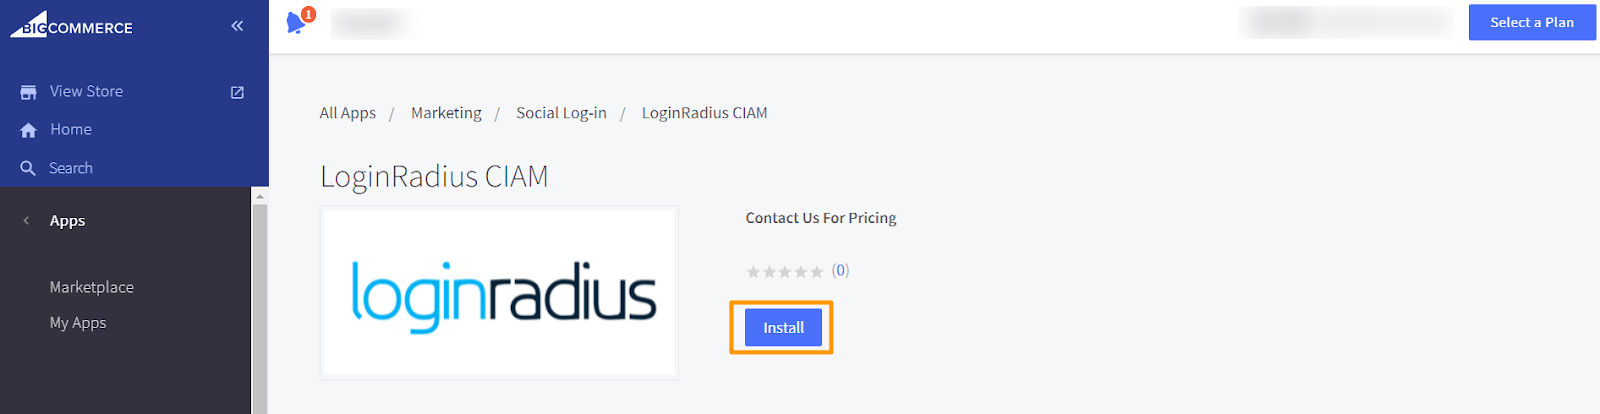 BIGCOMMERCE
1
Select a Plan
View Store
Home
Search
Apps
Marketplace
My Apps
All Apps / Marketing / Social Log-in / LoginRadius CIAM
LoginRadius CIAM
loginradius
Contact Us For Pricing
(0)
Install